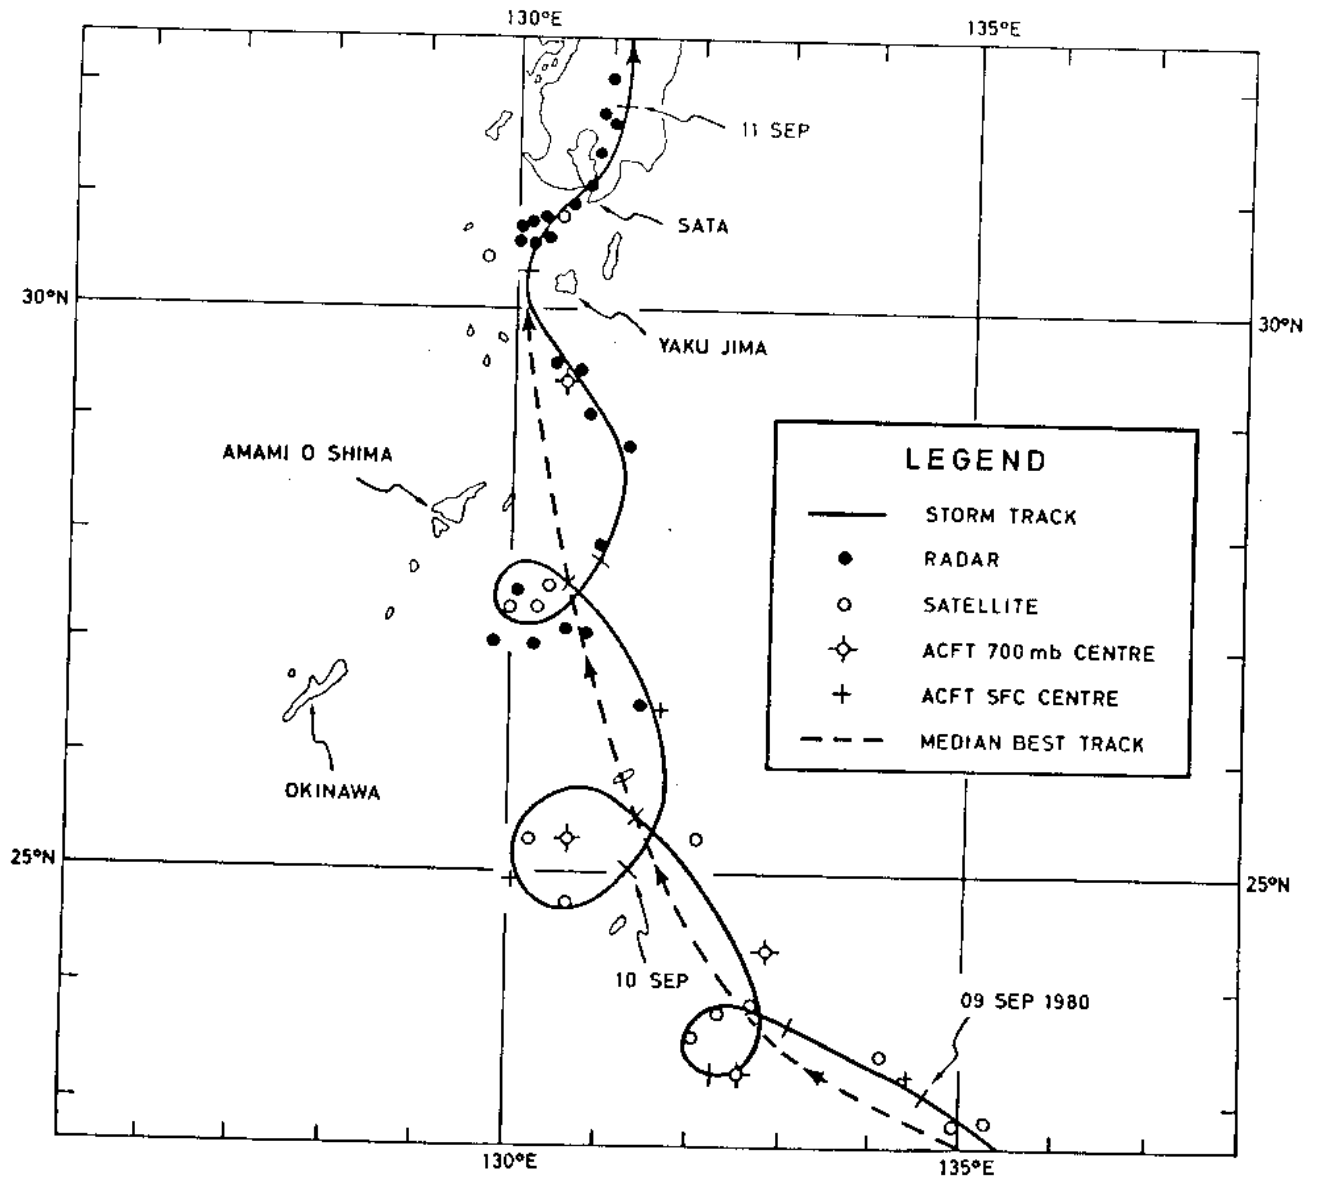 130°E
135°E
11 SEP
SATA
30°N
30°N
YAKU JIMA
AMAMI O SHIMA
LEGEND
STORM TRACK
RADAR
SATELLITE
ACFT 700 mb CENTRE
ACFT SFC CENTRE
MEDIAN BEST TRACK
OKINAWA
25°N
25°N
10 SEP
09 SEP 1980
130°E
135°E